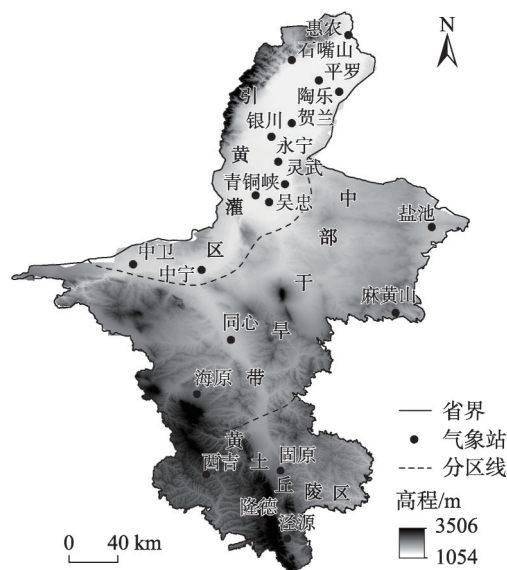 N
惠农
石嘴山
平罗
陶乐
贺兰
银川
永宁
灵武
青铜峡
吴忠
引黄灌区
中卫
中宁
盐池
麻黄山
中部干旱带
同心
海原
黄土丘陵区
西吉
固原
隆德
泾源
0 40 km
省界
气象站
分区线
高程/m
3506
1054